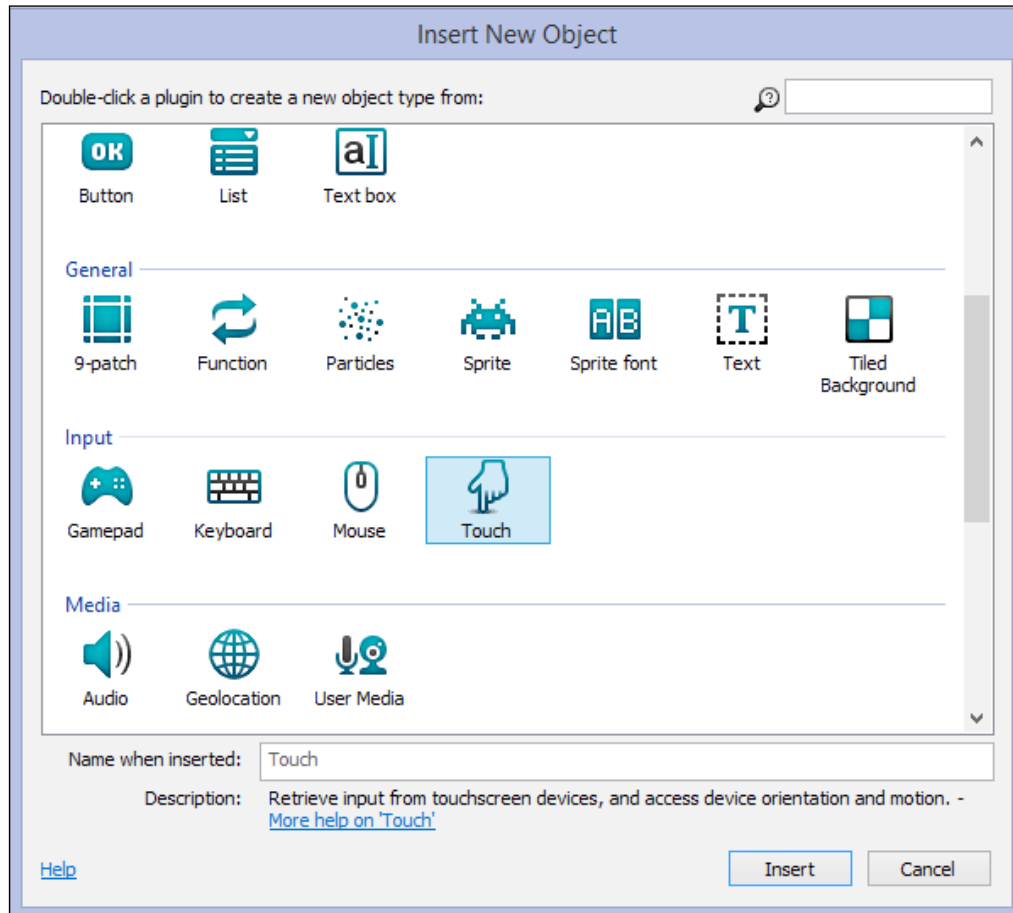 Insert New Object
Double-click a plugin to create a new object type from:
OK
aI
Button
List
Text box
General
AB
T
9-patch
Function
Particles
Sprite
Sprite font
Text
Tiled
Background
Input
Gamepad
Keyboard
Mouse
Touch
Media
Audio
Geolocation
User Media
Name when inserted: Touch
Description: Retrieve input from touchscreen devices, and access device orientation and motion. -
More help on 'Touch'
Help
Insert
Cancel